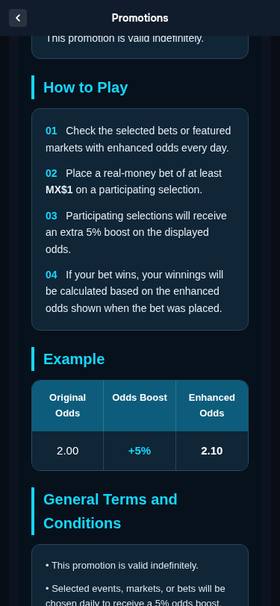 Promotions
This promotion is valid indefinitely.
How to Play
01 Check the selected bets or featured
markets with enhanced odds every day.
02 Place a real-money bet of at least
MX$1 on a participating selection.
03 Participating selections will receive
an extra 5% boost on the displayed
odds.
04 If your bet wins, your winnings will
be calculated based on the enhanced
odds shown when the bet was placed.
Example
Original
Odds
Odds Boost
Enhanced
Odds
2.00
+5%
2.10
General Terms and
Conditions
• This promotion is valid indefinitely.
• Selected events, markets, or bets will be
chosen daily to receive a 5% odds boost.